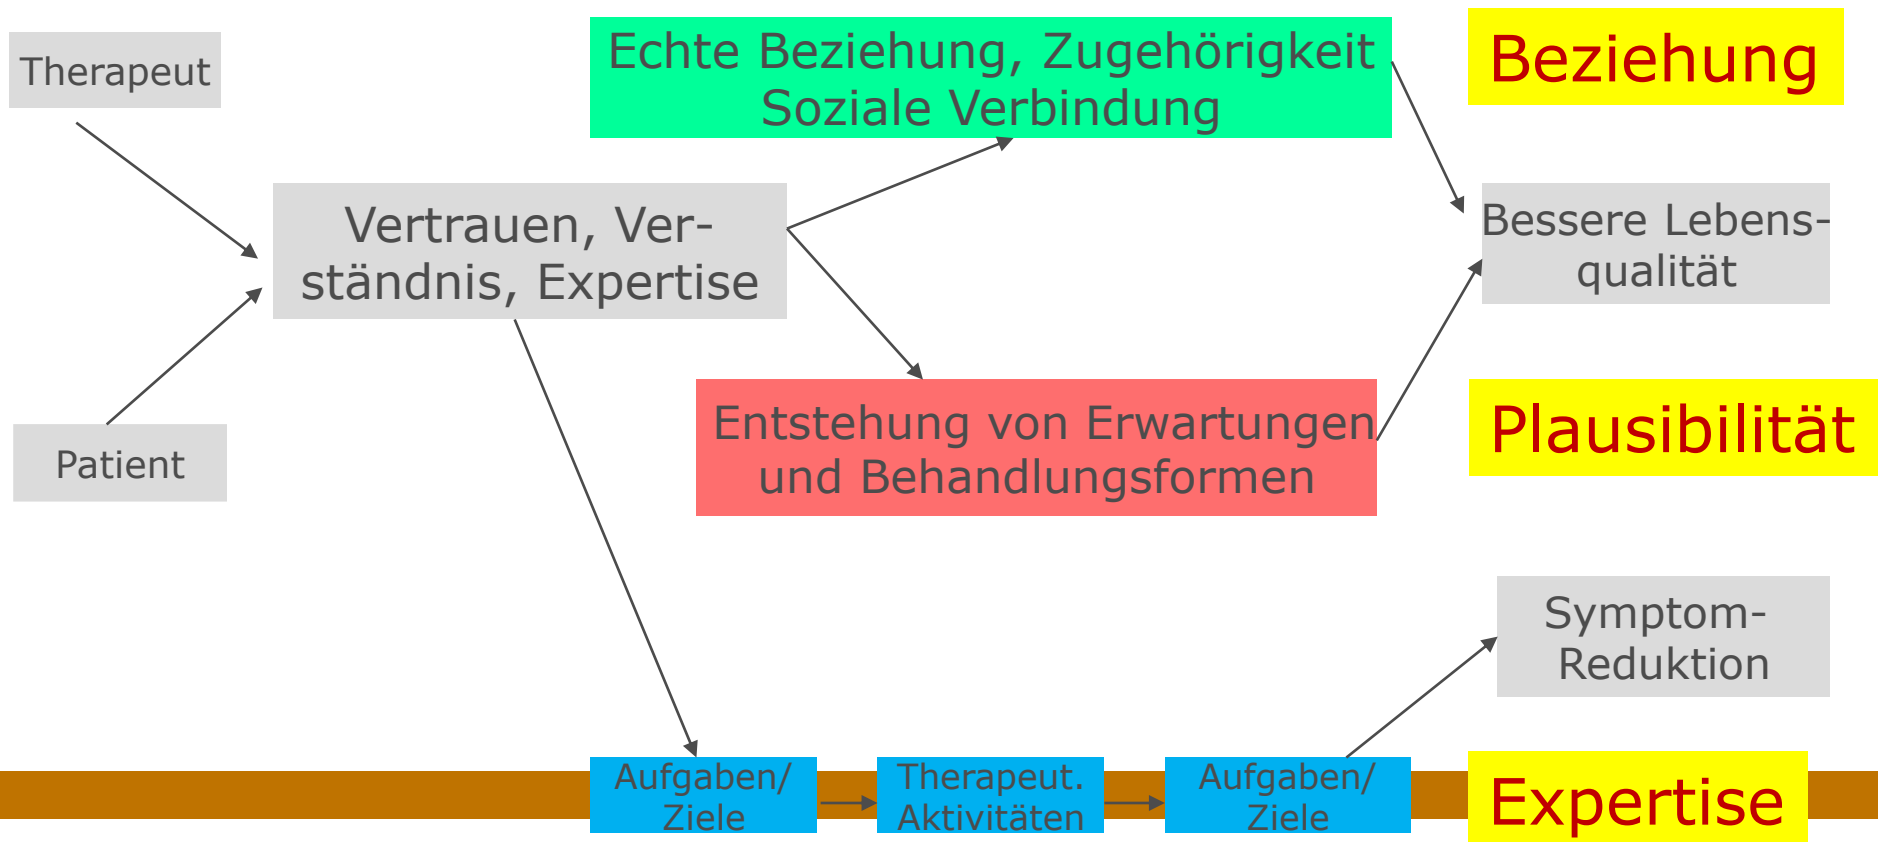 Therapeut
Echte Beziehung, Zugehörigkeit
Soziale Verbindung
Beziehung
Vertrauen, Ver-
ständnis, Expertise
Bessere Lebens-
qualität
Patient
Entstehung von Erwartungen
und Behandlungsformen
Plausibilität
Symptom-
Reduktion
Aufgaben/
Ziele
Therapeut.
Aktivitäten
Aufgaben/
Ziele
Expertise